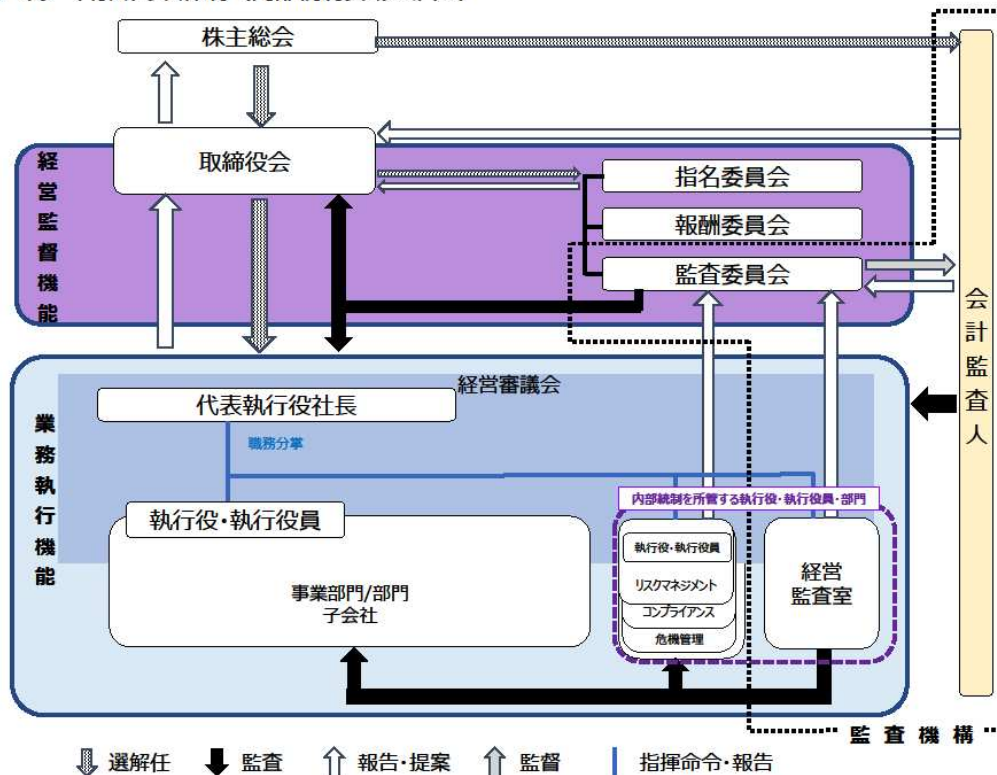 株主総会
取締役会
経営監督機能
指名委員会
報酬委員会
監査委員会
会計監査人
経営審議会
代表執行役社長
業務執行機能
職務分掌
内部統制を所管する執行役・執行役員・部門
執行役・執行役員
執行役・執行役員
リスクマネジメント
コンプライアンス
危機管理
経営
監査室
事業部門/部門
子会社
監査機構
選解任
監査
報告・提案
監督
指揮命令・報告